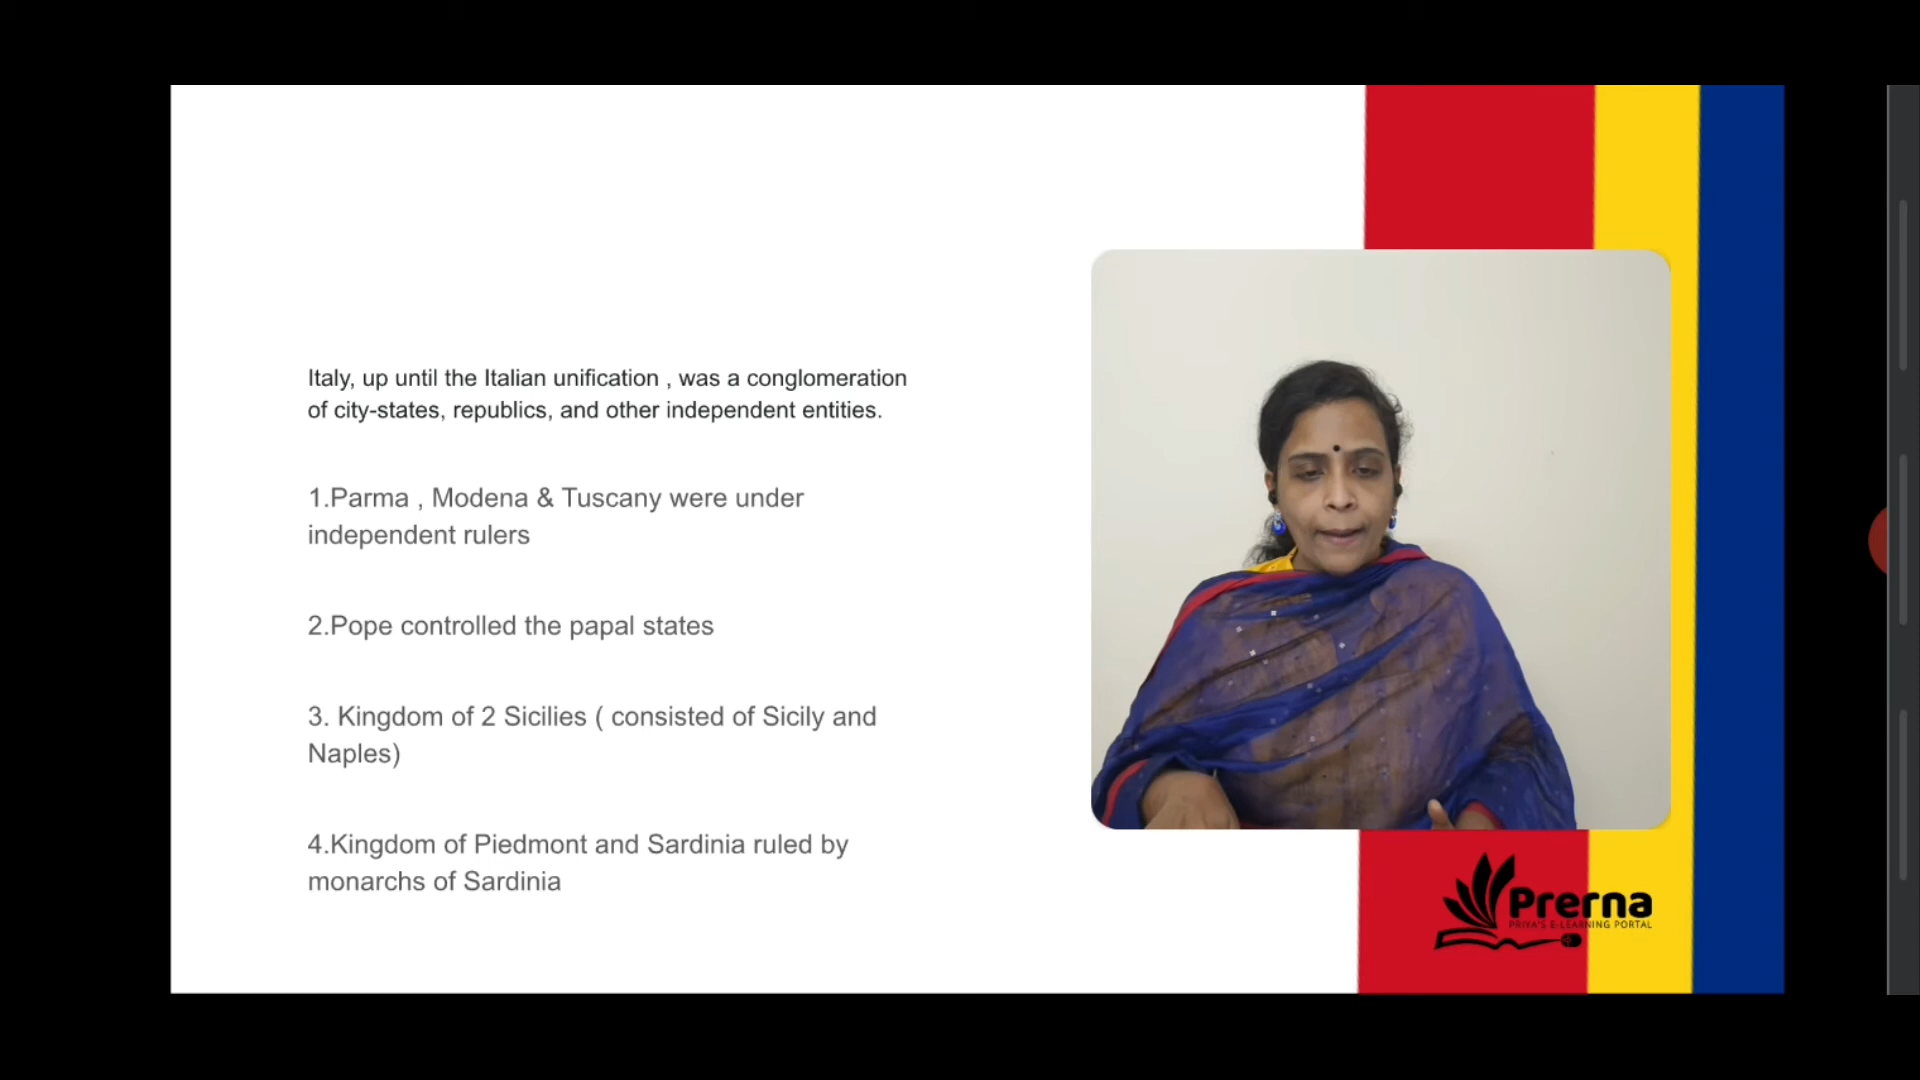 Italy, up until the Italian unification , was a conglomeration
of city-states, republics, and other independent entities.
1.Parma , Modena & Tuscany were under
independent rulers
2.Pope controlled the papal states
3. Kingdom of 2 Sicilies ( consisted of Sicily and
Naples)
4.Kingdom of Piedmont and Sardinia ruled by
monarchs of Sardinia
Prerna
PRIYA'S E-LEARNING PORTAL